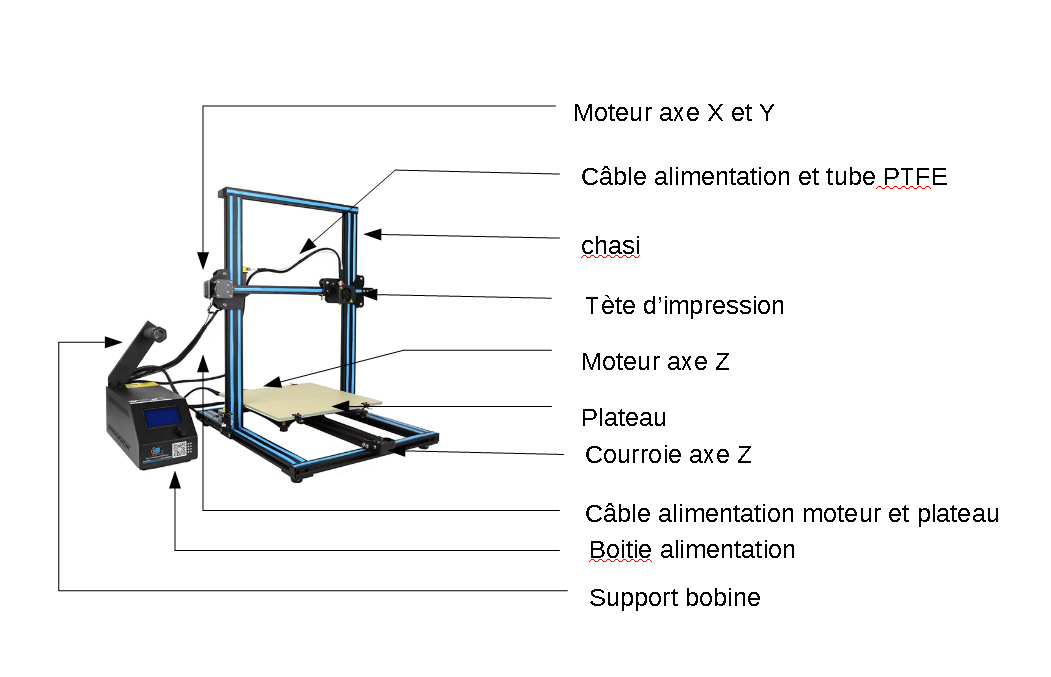 Moteur axe X et Y
Câble alimentation et tube PTFE
chasi
Tète d’impression
Moteur axe Z
Plateau
Courroie axe Z
Câble alimentation moteur et plateau
Boitie alimentation
Support bobine